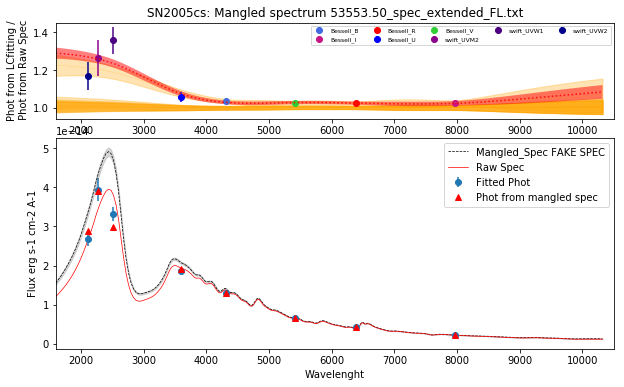 SN2005cs: Mangled spectrum 53553.50_spec_extended_FL.txt
Phot from LCfitting /
Phot from Raw Spec
1.4
1.2
1.0
Bessell_B
Bessell_I
Bessell_R
Bessell_U
Bessell_V
swift_UVM2
swift_UVW1
swift_UVW2
2000 3000 4000 5000 6000 7000 8000 9000 10000
1e−14
Flux erg s-1 cm-2 A-1
5
4
3
2
1
0
Mangled_Spec FAKE SPEC
Raw Spec
Fitted Phot
Phot from mangled spec
2000 3000 4000 5000 6000 7000 8000 9000 10000
Wavelenght